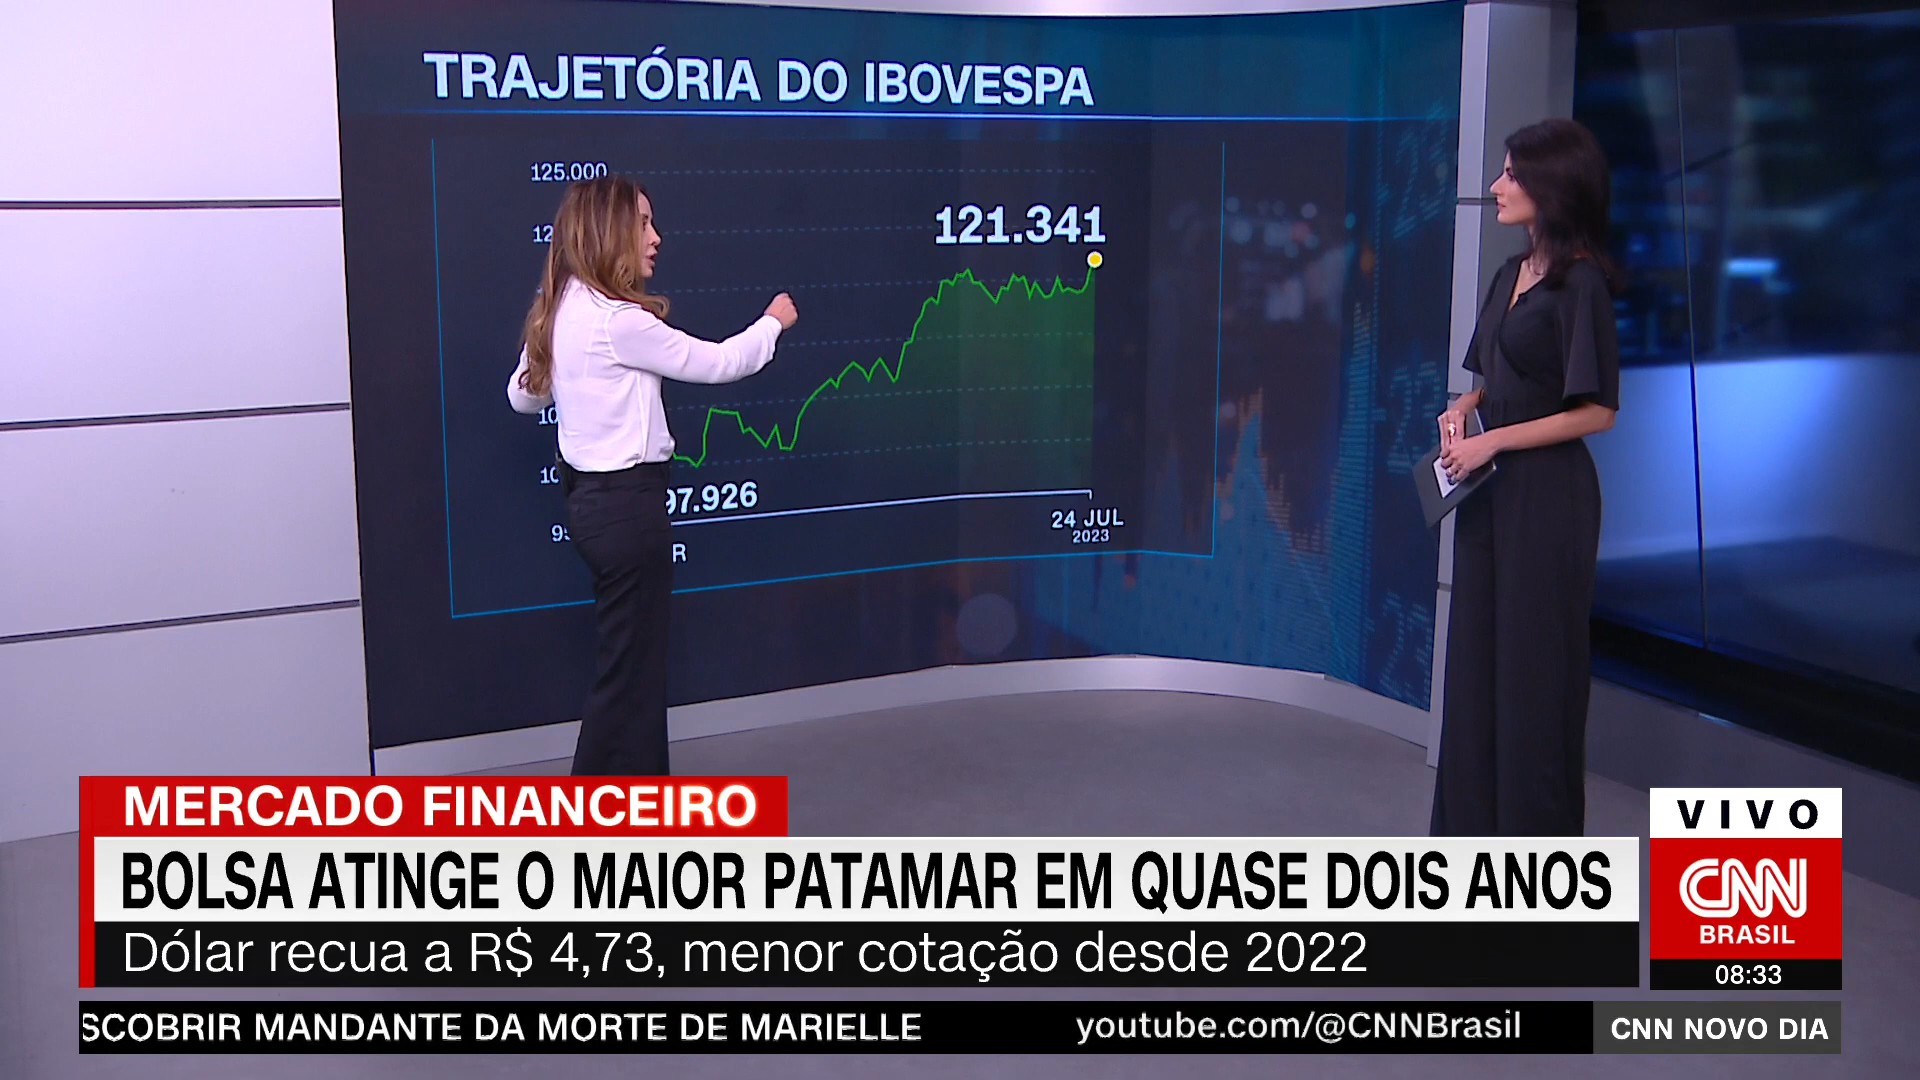 TRAJETÓRIA DO IBOVESPA
125.000
121.341
97.926
24 JUL
2023
MERCADO FINANCEIRO
BOLSA ATINGE O MAIOR PATAMAR EM QUASE DOIS ANOS
Dólar recua a R$ 4,73, menor cotação desde 2022
VIVO
CNN
BRASIL
08:33
SCOBRIR MANDANTE DA MORTE DE MARIELLE
youtube.com/@CNNBrasil
CNN NOVO DIA